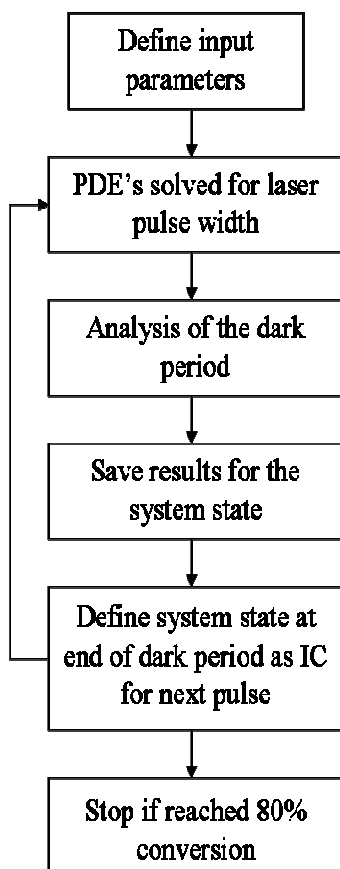 Define input
parameters
PDE's solved for laser
pulse width
Analysis of the dark
period
Save results for the
system state
Define system state at
end of dark period as IC
for next pulse
Stop if reached 80%
conversion